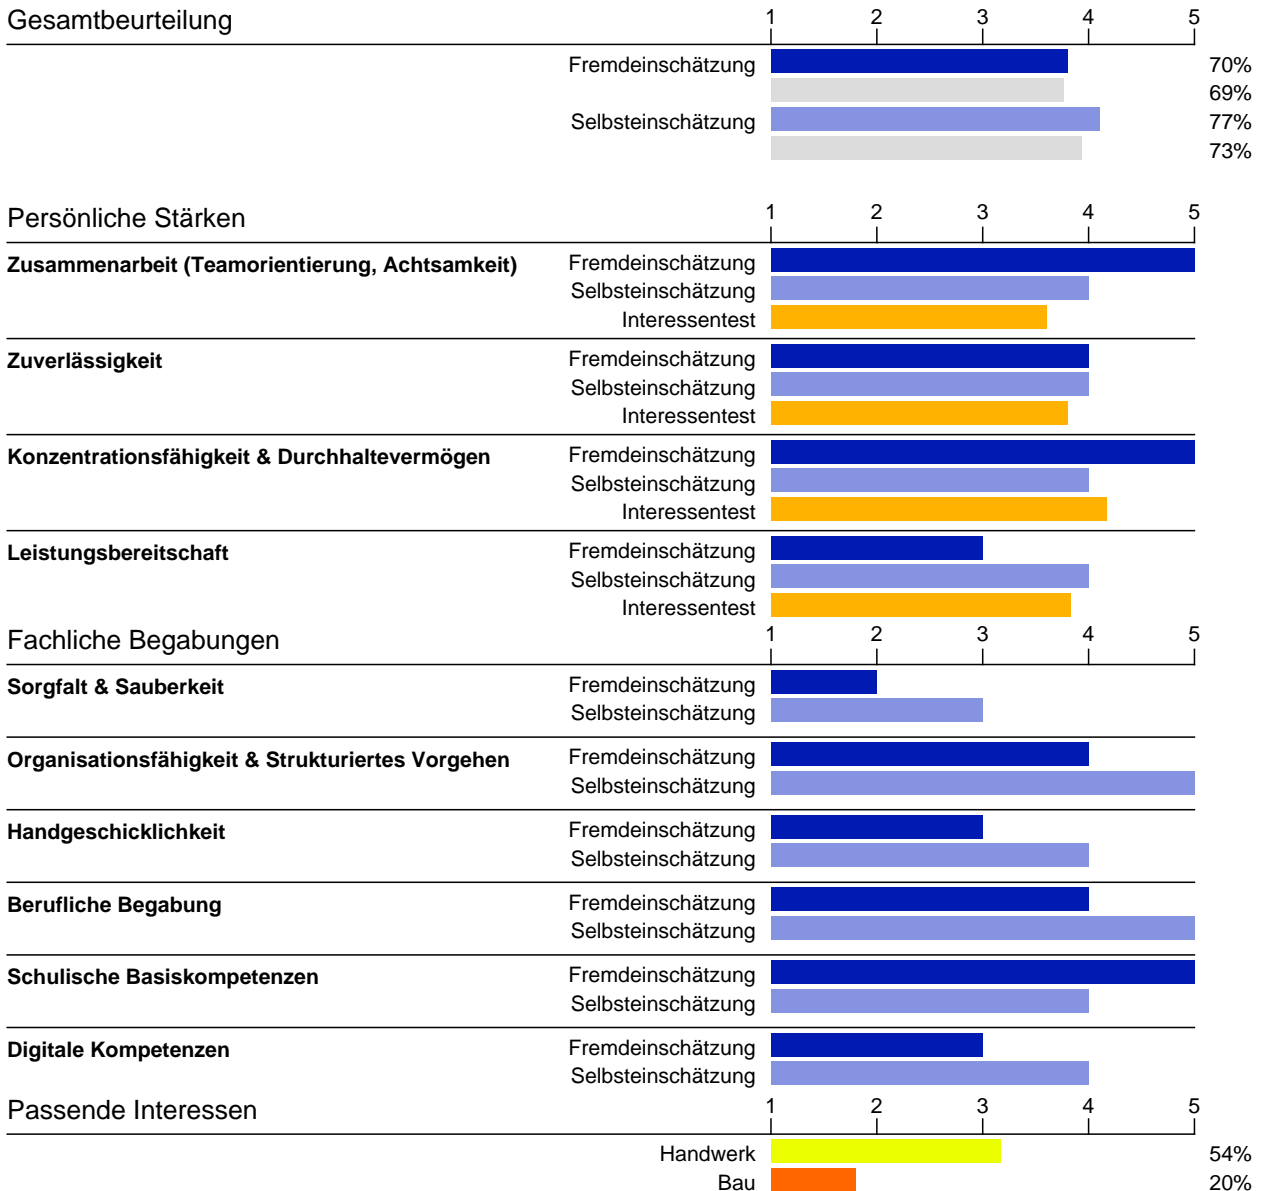 Gesamtbeurteilung 1 2 3 4 5
Fremdeinschätzung 70%
69%
Selbsteinschätzung 77%
73%
Persönliche Stärken 1 2 3 4 5
Zusammenarbeit (Teamorientierung, Achtsamkeit) Fremdeinschätzung
Selbsteinschätzung
Interessentest
Zuverlässigkeit Fremdeinschätzung
Selbsteinschätzung
Interessentest
Konzentrationsfähigkeit & Durchhaltevermögen Fremdeinschätzung
Selbsteinschätzung
Interessentest
Leistungsbereitschaft Fremdeinschätzung
Selbsteinschätzung
Interessentest
Fachliche Begabungen 1 2 3 4 5
Sorgfalt & Sauberkeit Fremdeinschätzung
Selbsteinschätzung
Organisationsfähigkeit & Strukturiertes Vorgehen Fremdeinschätzung
Selbsteinschätzung
Handgeschicklichkeit Fremdeinschätzung
Selbsteinschätzung
Berufliche Begabung Fremdeinschätzung
Selbsteinschätzung
Schulische Basiskompetenzen Fremdeinschätzung
Selbsteinschätzung
Digitale Kompetenzen Fremdeinschätzung
Selbsteinschätzung
Passende Interessen 1 2 3 4 5
Handwerk 54%
Bau 20%